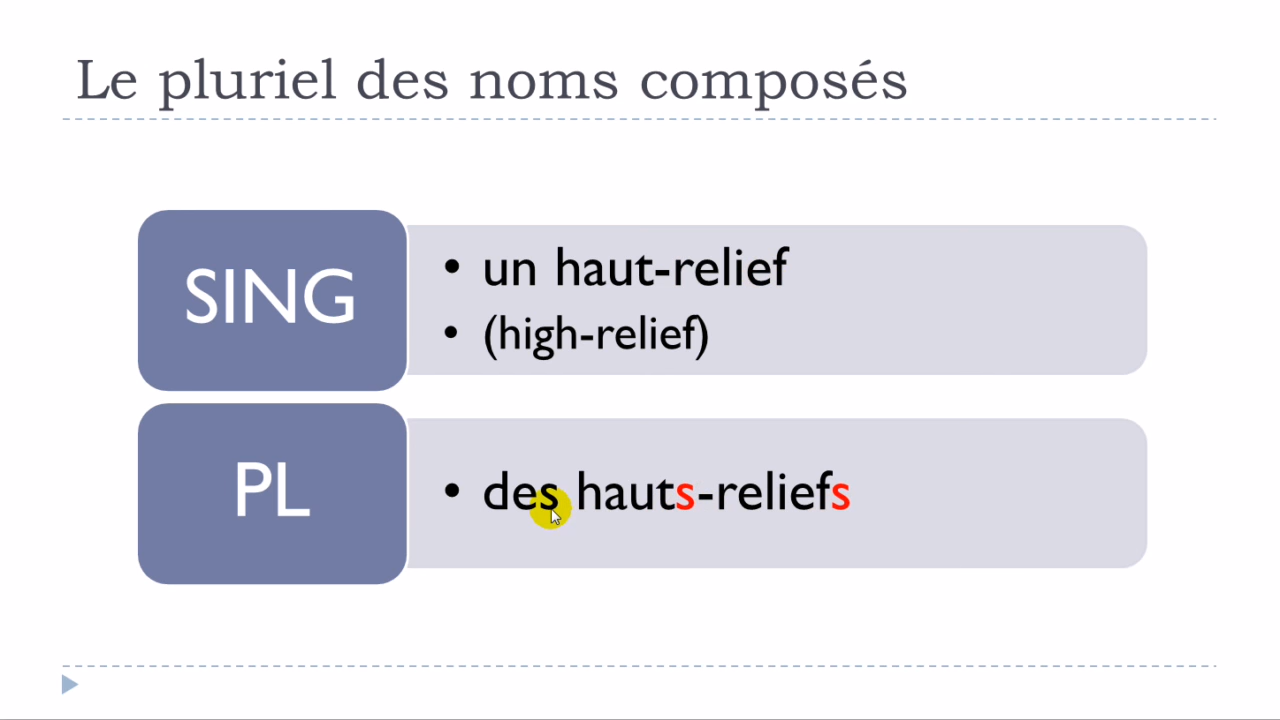 Le pluriel des noms composés
SING
• un haut-relief
• (high-relief)
PL
• des hauts-reliefs